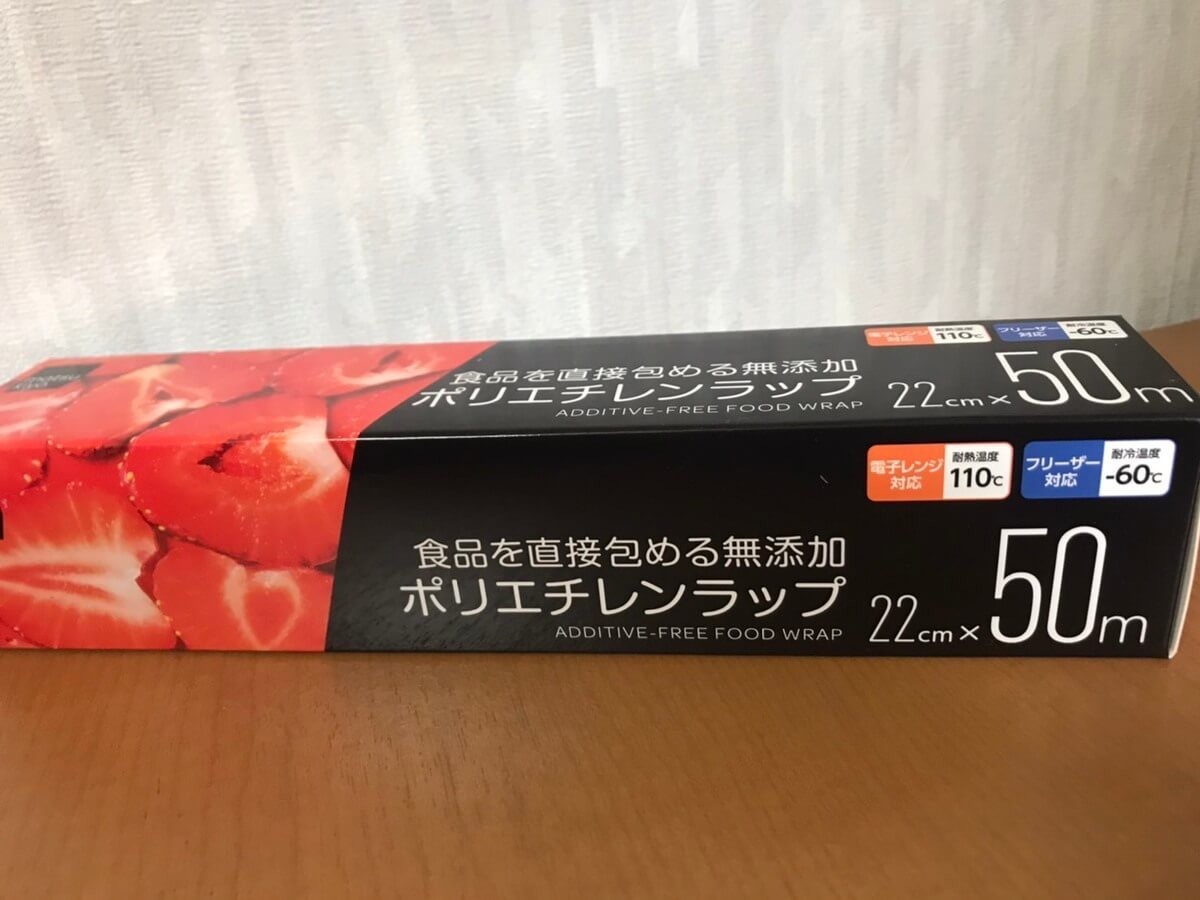 電子レンジ
対応
耐熱温度
110℃
フリーザー
対応
耐冷温度
-60℃
食品を直接包める無添加
ポリエチレンラップ
ADDITIVE-FREE FOOD WRAP
22cm×50m
電子レンジ
対応
耐熱温度
110℃
フリーザー
対応
耐冷温度
-60℃
食品を直接包める無添加
ポリエチレンラップ
ADDITIVE-FREE FOOD WRAP
22cm×50m